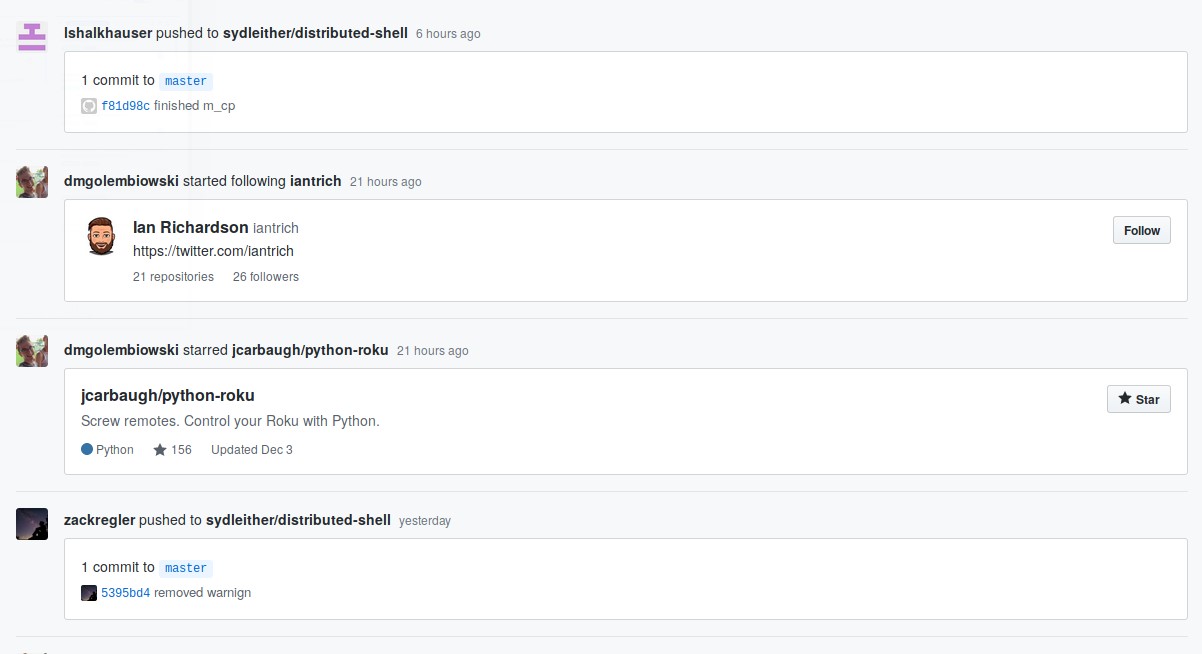 lshalkhauser pushed to sydleither/distributed-shell 6 hours ago
1 commit to master
f81d98c finished m_cp
dmgolembiowski started following iantrich 21 hours ago
Ian Richardson iantrich
Follow
https://twitter.com/iantrich
21 repositories 26 followers
dmgolembiowski starred jcarbaugh/python-roku 21 hours ago
jcarbaugh/python-roku
Star
Screw remotes. Control your Roku with Python.
Python 156 Updated Dec 3
zackregler pushed to sydleither/distributed-shell yesterday
1 commit to master
5395bd4 removed warnign